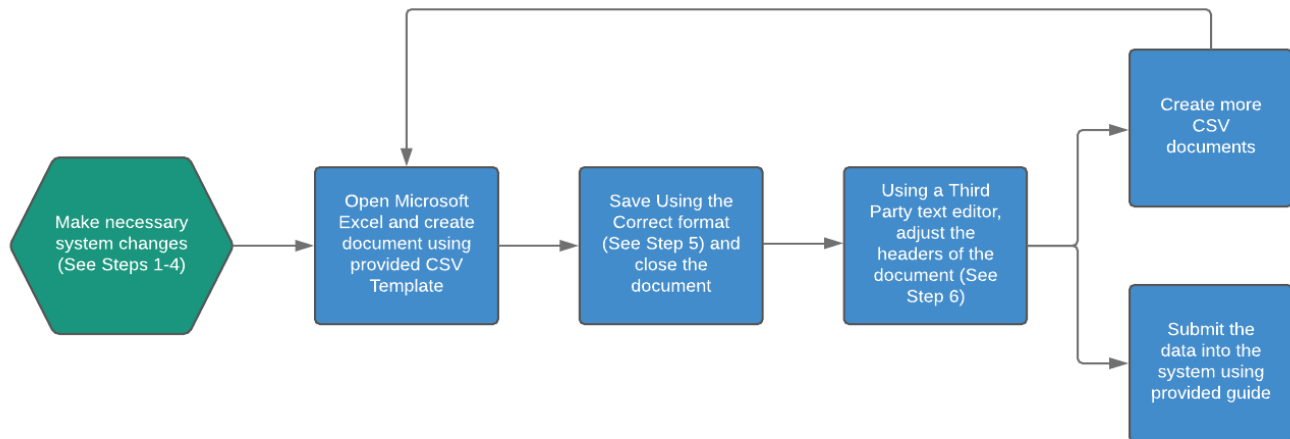 Make necessary
system changes
(See Steps 1-4)
Open Microsoft
Excel and create
document using
provided CSV
Template
Save Using the
Correct format
(See Step 5) and
close the
document
Using a Third
Party text editor,
adjust the
headers of the
document (See
Step 6)
Create more
CSV
documents
Submit the
data into the
system using
provided guide